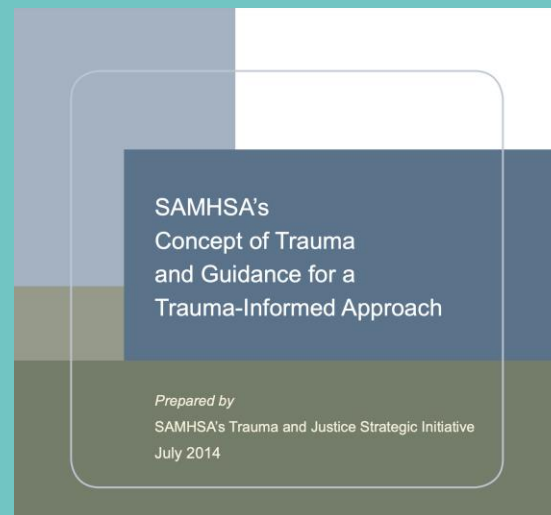 SAMHSA’s
Concept of Trauma
and Guidance for a
Trauma-Informed Approach
Prepared by
SAMHSA’s Trauma and Justice Strategic Initiative
July 2014